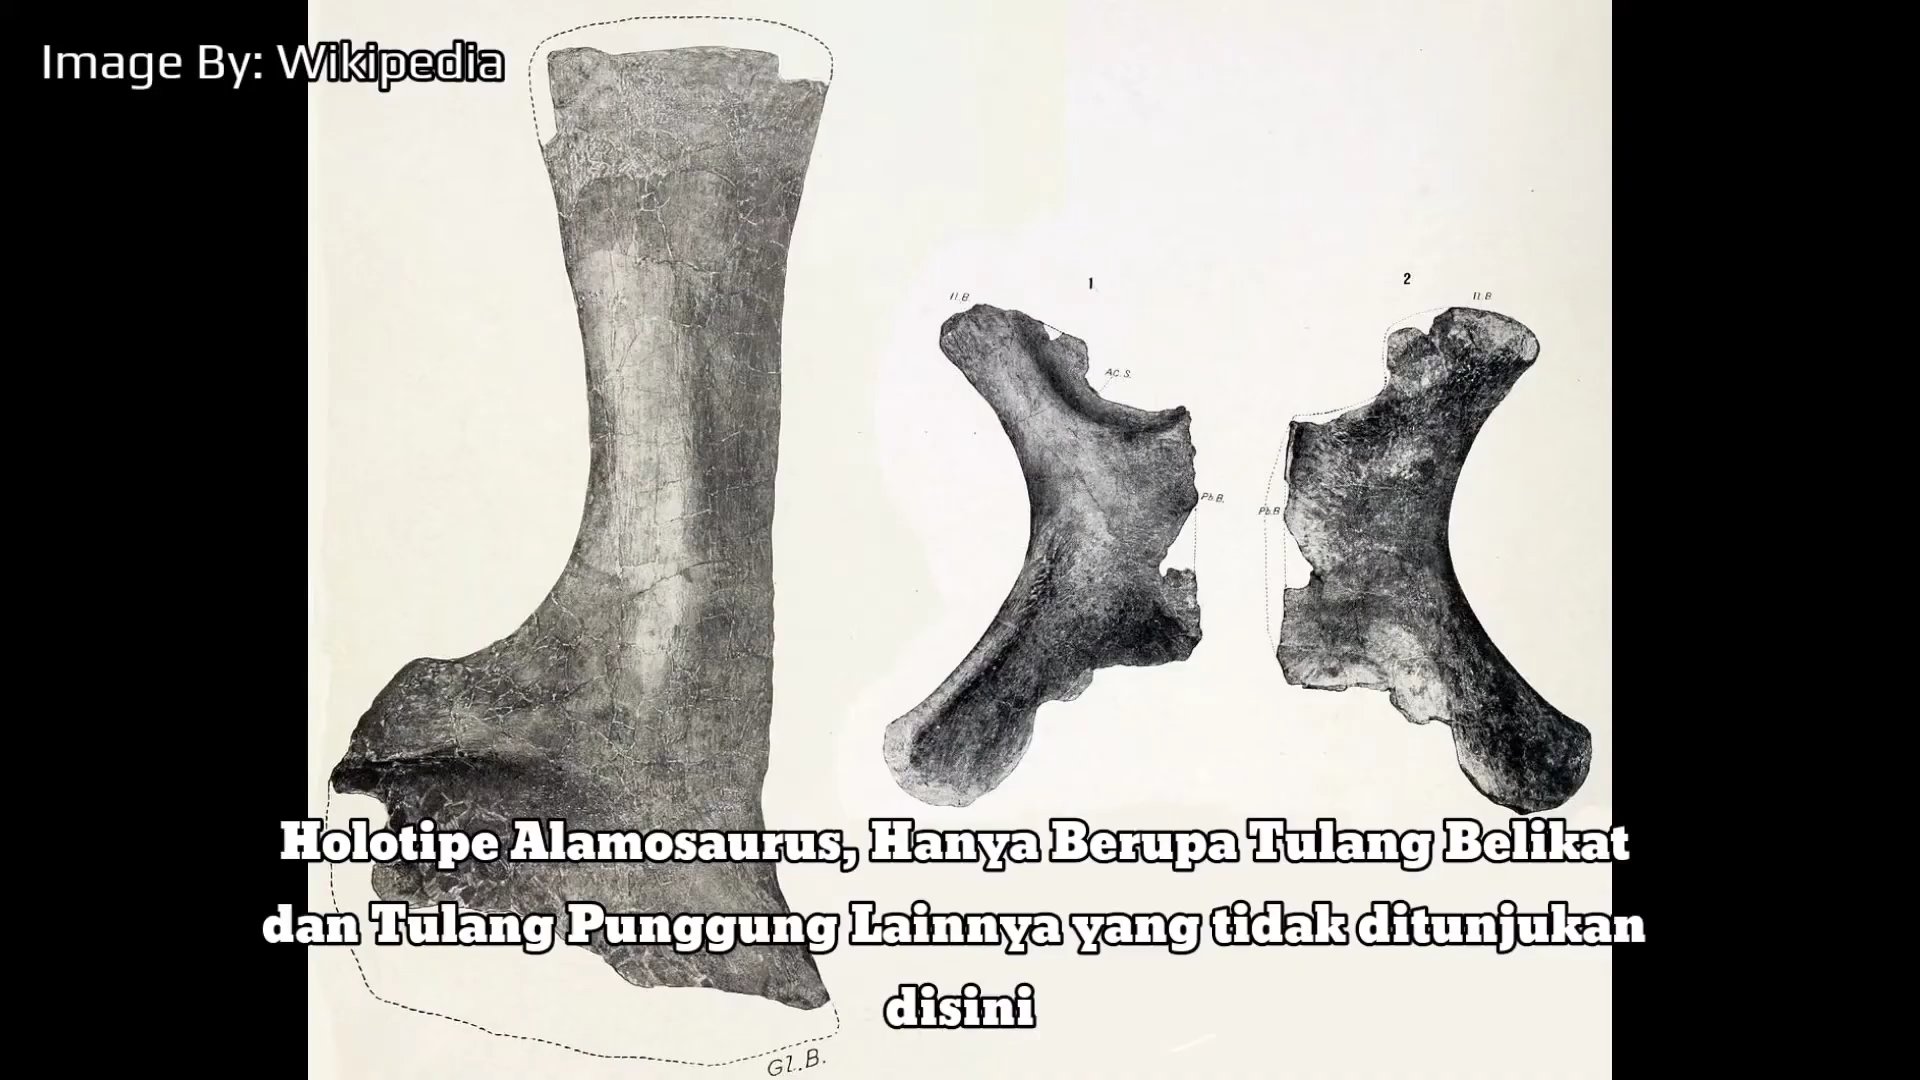 Image By: Wikipedia
1
2
Il.B.
Il.B
AC.S.
Pb.B.
Pb.B
Holotipe Alamosaurus, Hanya Berupa Tulang Belikat
dan Tulang Punggung Lainnya yang tidak ditunjukan
disini
Gl.B.